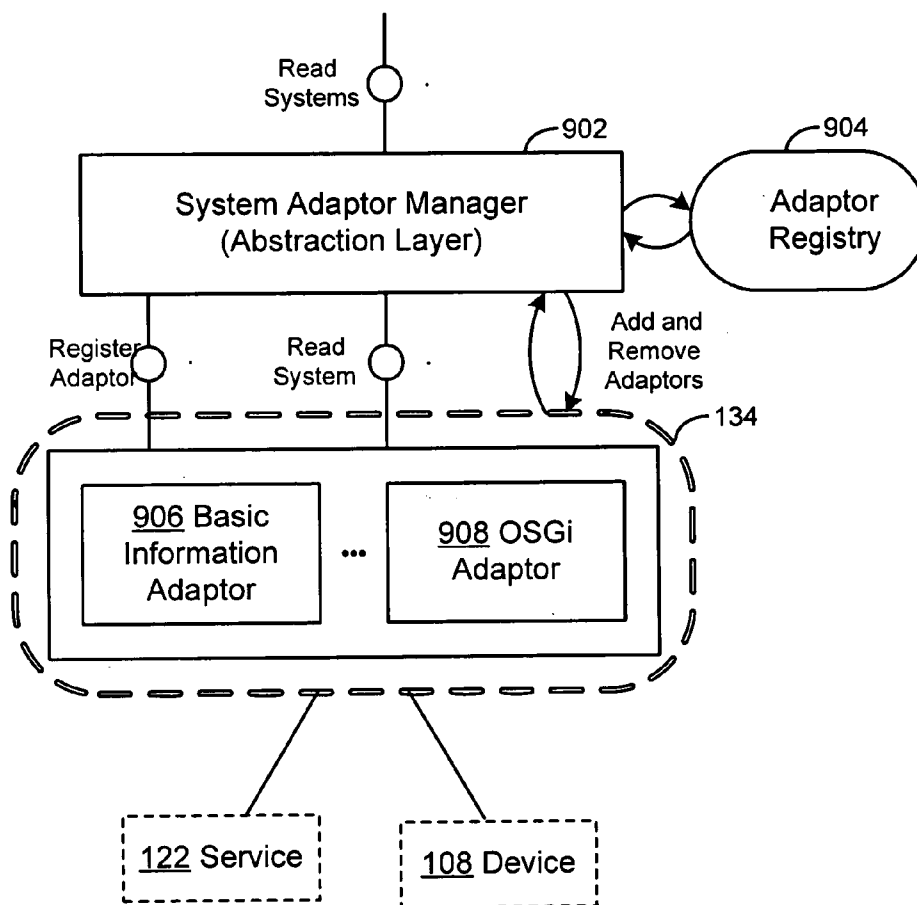 Read
Systems
902
904
System Adaptor Manager
(Abstraction Layer)
Adaptor
Registry
Register
Adaptor
Read
System
Add and
Remove
Adaptors
134
906 Basic
Information
Adaptor
...
908 OSGi
Adaptor
122 Service
108 Device